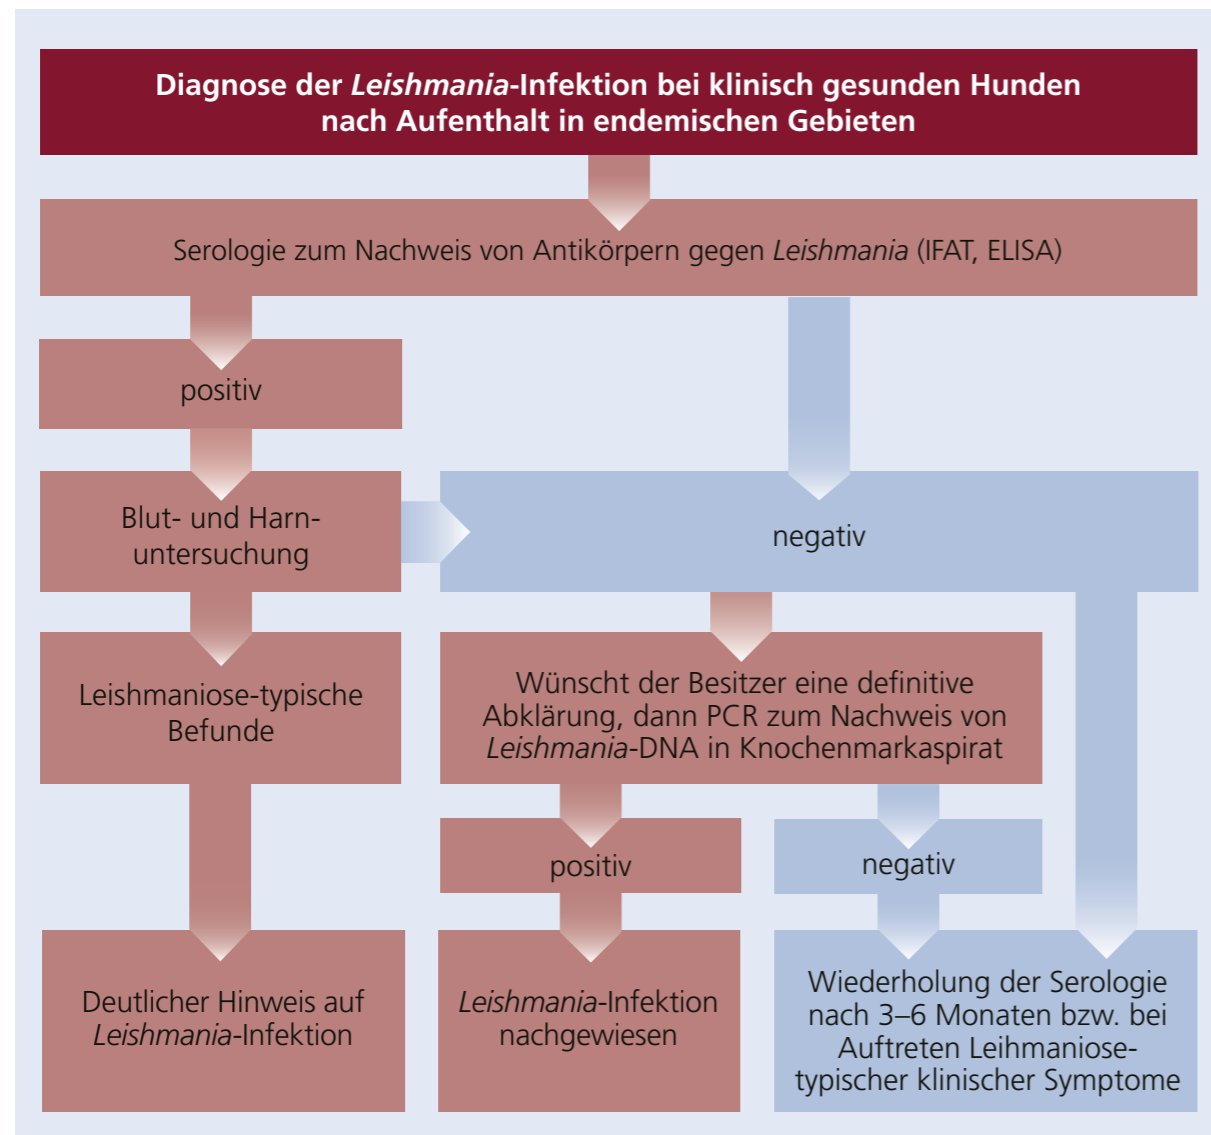 Diagnose der Leishmania-Infektion bei klinisch gesunden Hunden
nach Aufenthalt in endemischen Gebieten
Serologie zum Nachweis von Antikörpern gegen Leishmania (IFAT, ELISA)
positiv
Blut- und Harn-
untersuchung
negativ
Leishmaniose-typische
Befunde
Wünscht der Besitzer eine definitive
Abklärung, dann PCR zum Nachweis von
Leishmania-DNA in Knochenmarkaspirat
positiv
negativ
Deutlicher Hinweis auf
Leishmania-Infektion
Leishmania-Infektion
nachgewiesen
Wiederholung der Serologie
nach 3–6 Monaten bzw. bei
Auftreten Leihmaniose-
typischer klinischer Symptome